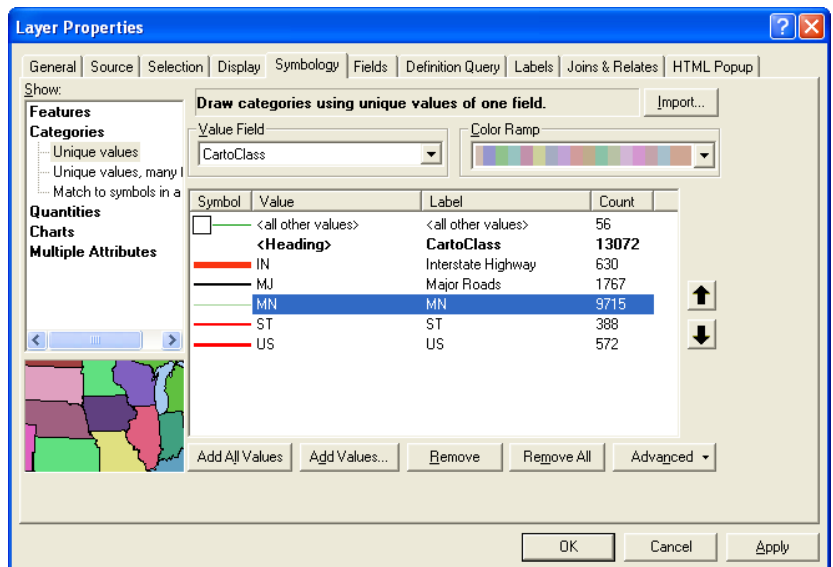 Layer Properties
General Source Selection Display Symbology Fields Definition Query Labels Joins & Relates HTML Popup
Show:
Features
Categories
Unique values
Unique values, many
Match to symbols in a
Quantities
Charts
Multiple Attributes
Draw categories using unique values of one field.
Import...
Value Field
CartoClass
Color Ramp
Symbol Value Label Count
<all other values> <all other values> 56
<Heading> CartoClass 13072
IN Interstate Highway 630
MJ Major Roads 1767
MN MN 9715
ST ST 388
US US 572
Add All Values Add Values... Remove Remove All Advanced
OK Cancel Apply